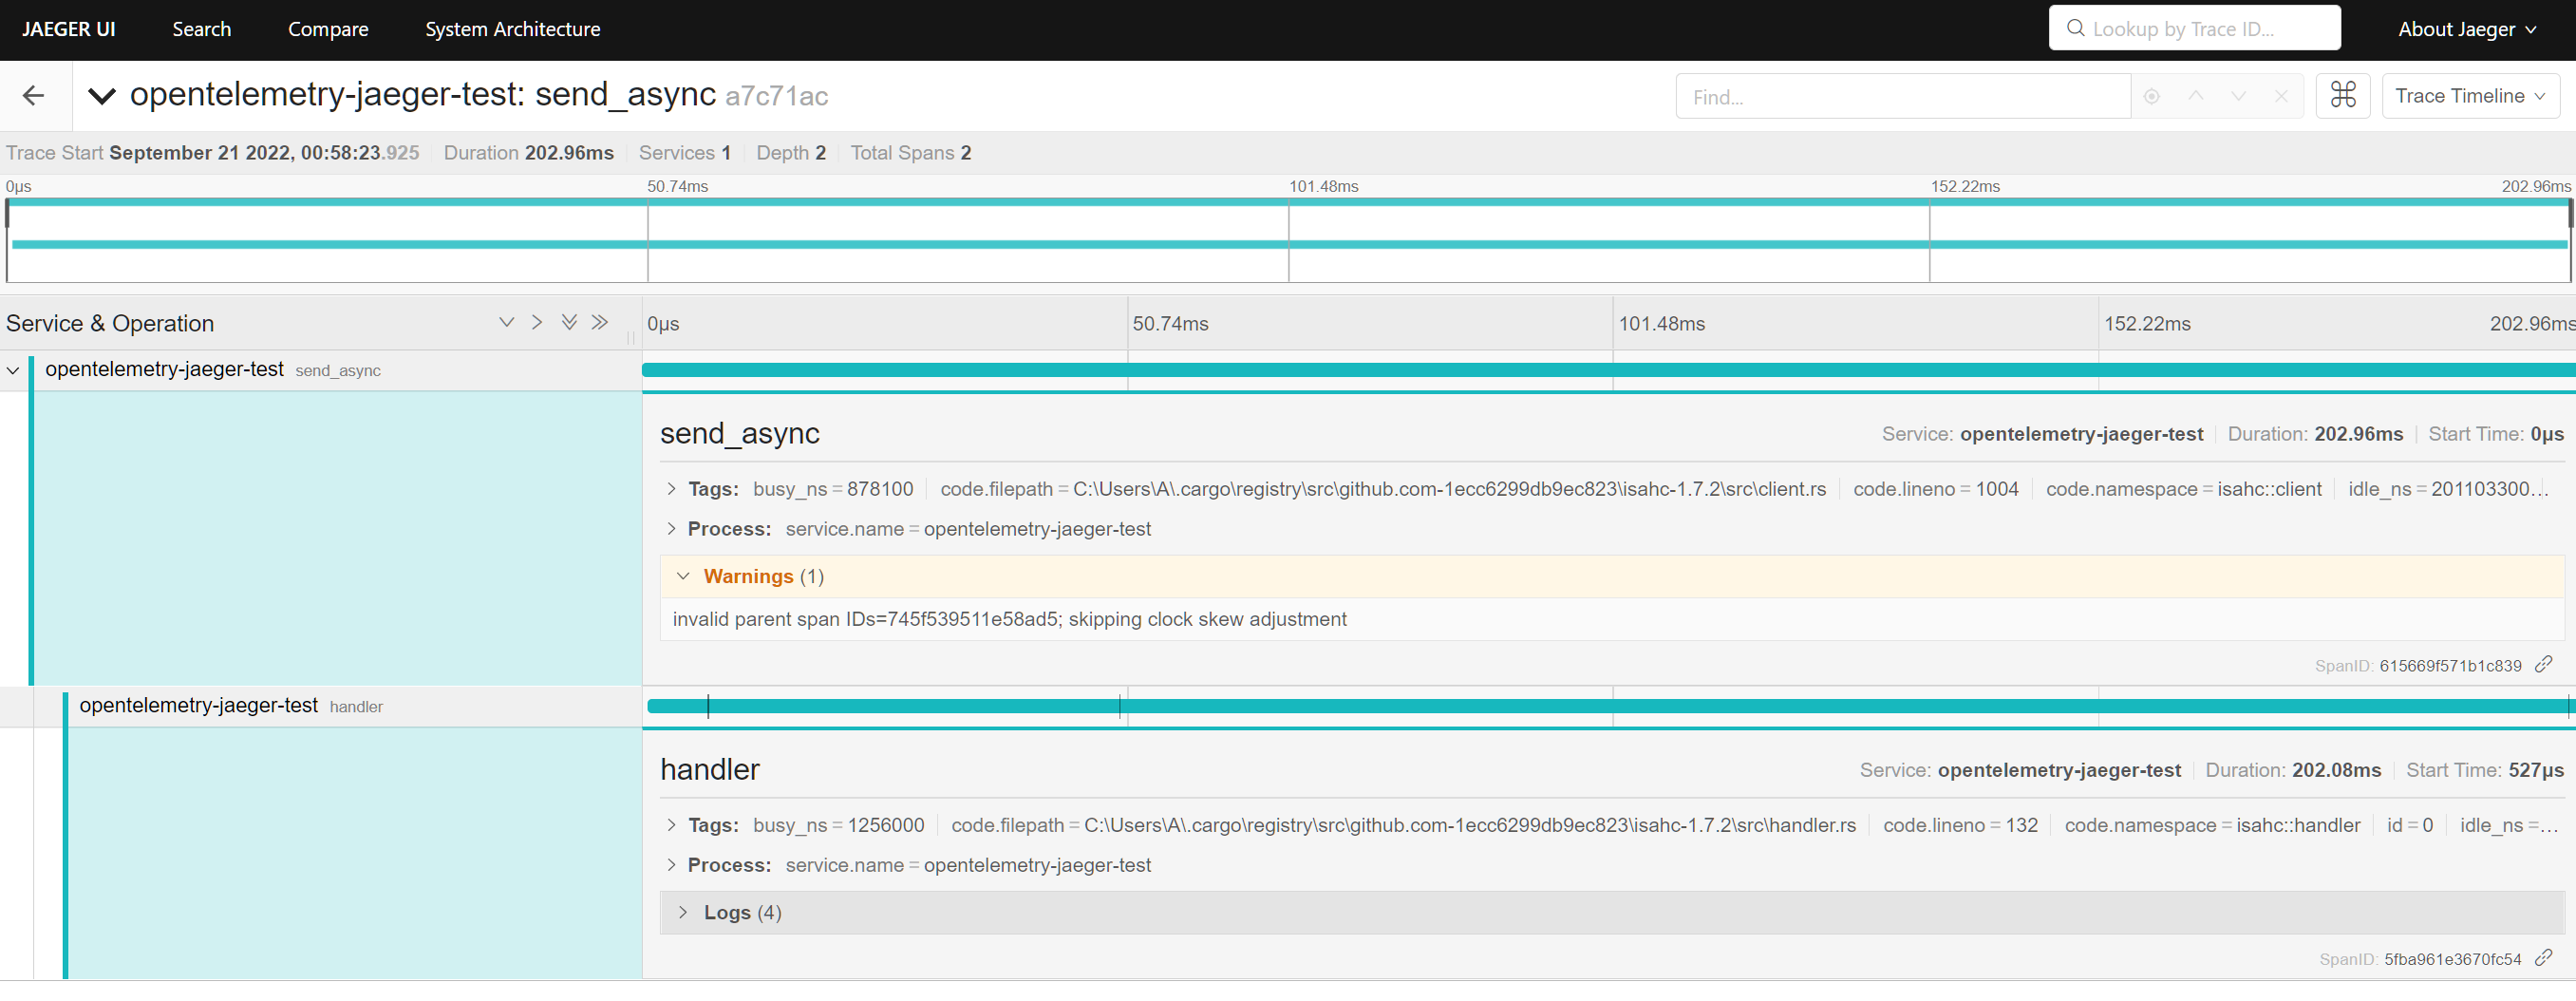 JAEGER UI Search Compare System Architecture Lookup by Trace ID... About Jaeger
opentelemetry-jaeger-test: send_async a7c71ac Find... Trace Timeline
Trace Start September 21 2022, 00:58:23.925 Duration 202.96ms Services 1 Depth 2 Total Spans 2
0μs 50.74ms 101.48ms 152.22ms 202.96ms
Service & Operation 0μs 50.74ms 101.48ms 152.22ms 202.96ms
opentelemetry-jaeger-test send_async
send_async Service: opentelemetry-jaeger-test Duration: 202.96ms Start Time: 0μs
Tags: busy_ns = 878100 code.filepath = C:\Users\A\.cargo\registry\src\github.com-1ecc6299db9ec823\isahc-1.7.2\src\client.rs code.lineno = 1004 code.namespace = isahc::client idle_ns = 201103300...
Process: service.name = opentelemetry-jaeger-test
Warnings (1)
invalid parent span IDs=745f539511e58ad5; skipping clock skew adjustment
SpanID: 615669f571b1c839
opentelemetry-jaeger-test handler
handler Service: opentelemetry-jaeger-test Duration: 202.08ms Start Time: 527μs
Tags: busy_ns = 1256000 code.filepath = C:\Users\A\.cargo\registry\src\github.com-1ecc6299db9ec823\isahc-1.7.2\src\handler.rs code.lineno = 132 code.namespace = isahc::handler id = 0 idle_ns =...
Process: service.name = opentelemetry-jaeger-test
Logs (4)
SpanID: 5fba961e3670fc54